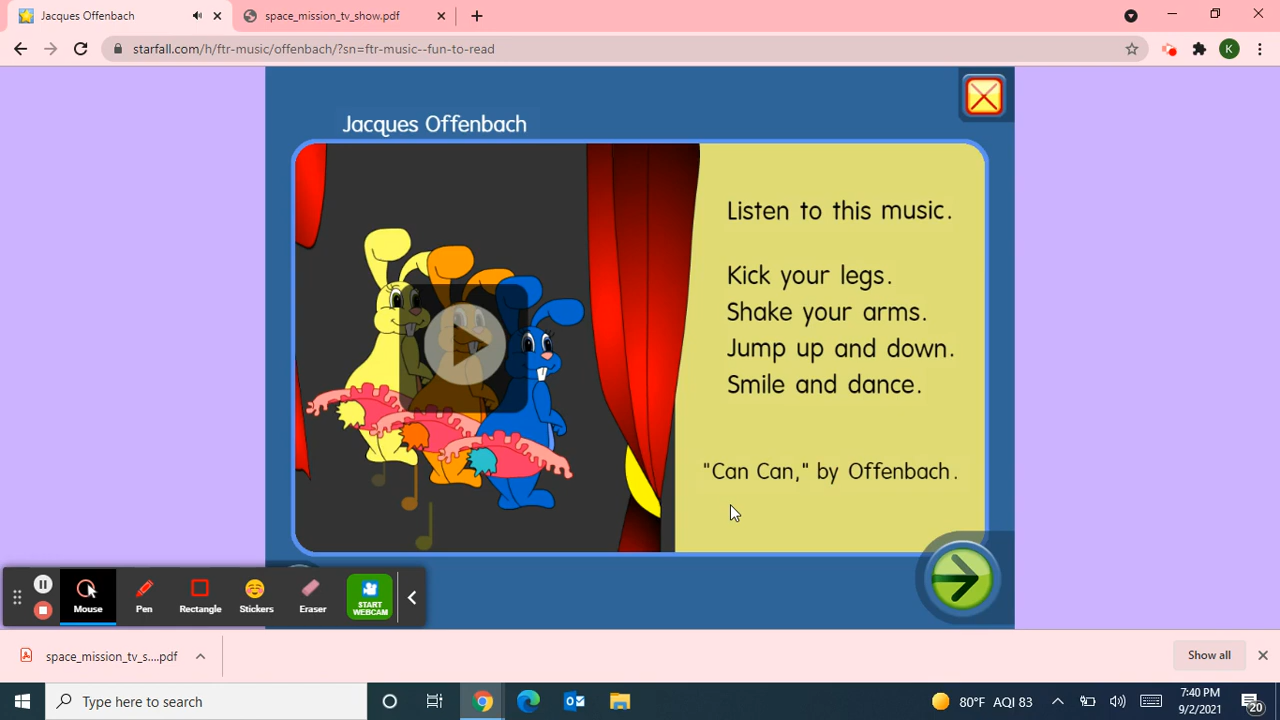 Jacques Offenbach
space_mission_tv_show.pdf
starfall.com/h/ftr-music/offenbach/?sn=ftr-music--fun-to-read
K
Jacques Offenbach
Listen to this music.
Kick your legs.
Shake your arms.
Jump up and down.
Smile and dance.
"Can Can," by Offenbach.
Mouse
Pen
Rectangle
Stickers
Eraser
START
WEBCAM
space_mission_tv_s....pdf
Show all
Type here to search
80°F AQI 83
7:40 PM
9/2/2021
20